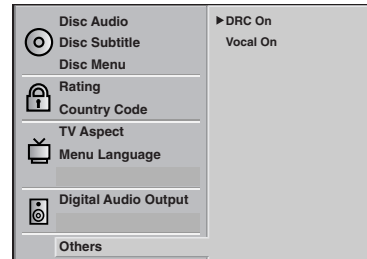 Disc Audio
Disc Subtitle
Disc Menu
Rating
Country Code
TV Aspect
Menu Language
Digital Audio Output
Others
DRC On
Vocal On